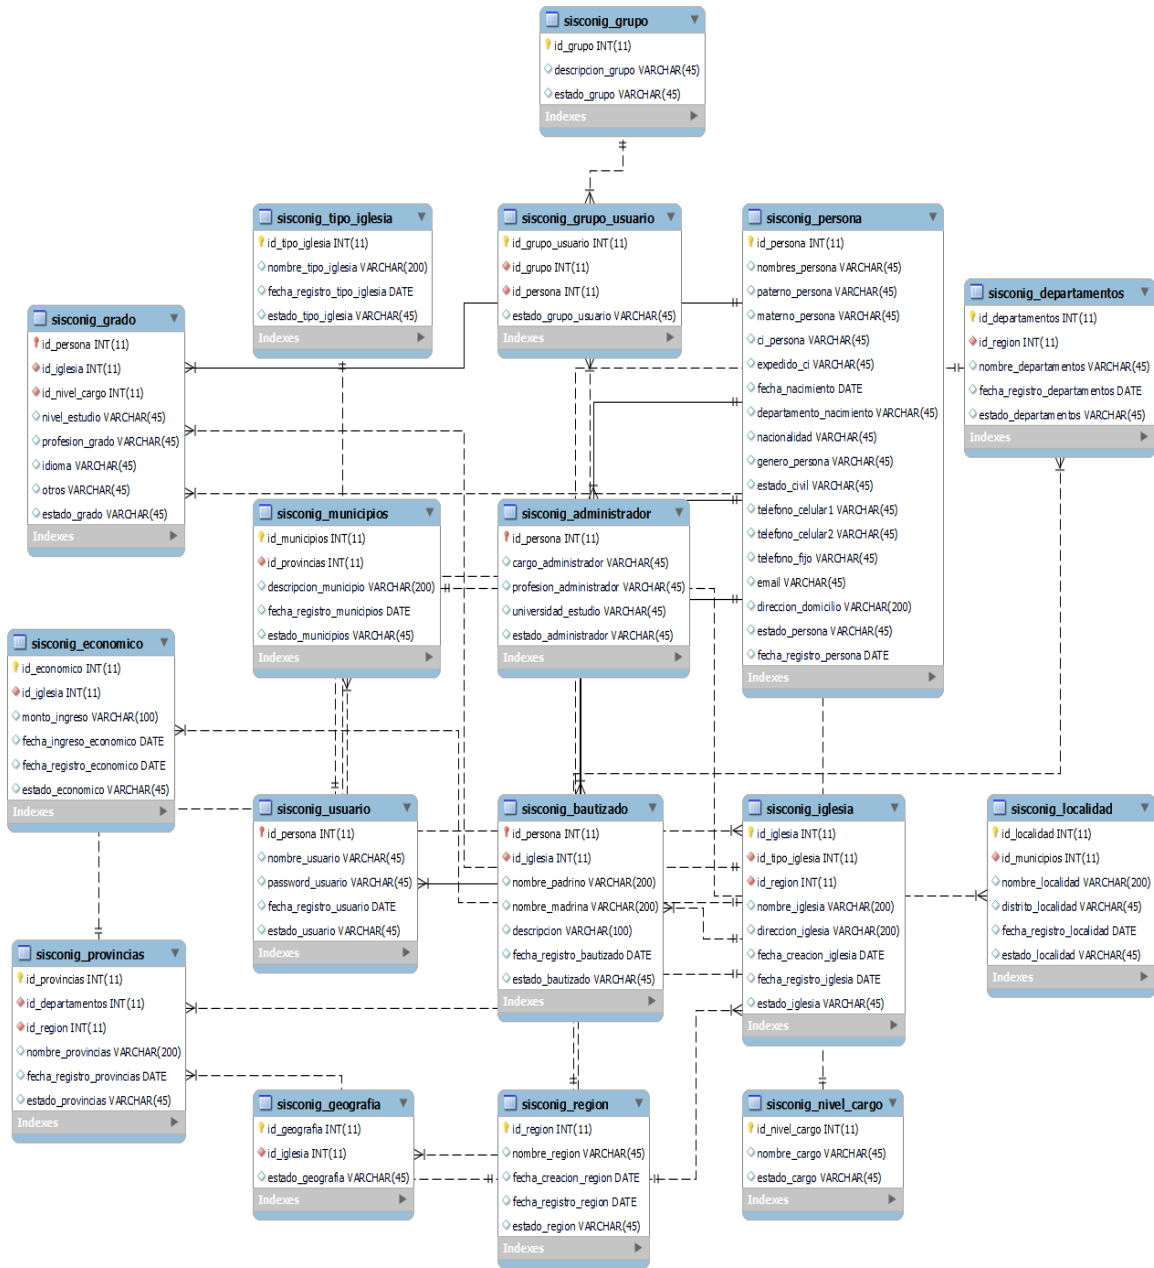 sisconig_grupo
id_grupo INT(11)
descripcion_grupo VARCHAR(45)
estado_grupo VARCHAR(45)
Indexes
sisconig_tipo_iglesia
id_tipo_iglesia INT(11)
nombre_tipo_iglesia VARCHAR(200)
fecha_registro_tipo_iglesia DATE
estado_tipo_iglesia VARCHAR(45)
Indexes
sisconig_grupo_usuario
id_grupo_usuario INT(11)
id_grupo INT(11)
id_persona INT(11)
estado_grupo_usuario VARCHAR(45)
Indexes
sisconig_persona
id_persona INT(11)
nombres_persona VARCHAR(45)
paterno_persona VARCHAR(45)
materno_persona VARCHAR(45)
ci_persona VARCHAR(45)
expedido_ci VARCHAR(45)
fecha_nacimiento DATE
departamento_nacimiento VARCHAR(45)
nacionalidad VARCHAR(45)
genero_persona VARCHAR(45)
estado_civil VARCHAR(45)
telefono_celular1 VARCHAR(45)
telefono_celular2 VARCHAR(45)
telefono_fijo VARCHAR(45)
email VARCHAR(45)
direccion_domicilio VARCHAR(200)
estado_persona VARCHAR(45)
fecha_registro_persona DATE
Indexes
sisconig_departamentos
id_departamentos INT(11)
id_region INT(11)
nombre_departamentos VARCHAR(45)
fecha_registro_departamentos DATE
estado_departamentos VARCHAR(45)
Indexes
sisconig_grado
id_persona INT(11)
id_iglesia INT(11)
id_nivel_cargo INT(11)
nivel_estudio VARCHAR(45)
profesion_grado VARCHAR(45)
idioma VARCHAR(45)
otros VARCHAR(45)
estado_grado VARCHAR(45)
Indexes
sisconig_municipios
id_municipios INT(11)
id_provincias INT(11)
descripcion_municipio VARCHAR(200)
fecha_registro_municipios DATE
estado_municipios VARCHAR(45)
Indexes
sisconig_administrador
id_persona INT(11)
cargo_administrador VARCHAR(45)
profesion_administrador VARCHAR(45)
universidad_estudio VARCHAR(45)
estado_administrador VARCHAR(45)
Indexes
sisconig_economico
id_economico INT(11)
id_iglesia INT(11)
monto_ingreso VARCHAR(100)
fecha_ingreso_economico DATE
fecha_registro_economico DATE
estado_economico VARCHAR(45)
Indexes
sisconig_usuario
id_persona INT(11)
nombre_usuario VARCHAR(45)
password_usuario VARCHAR(45)
fecha_registro_usuario DATE
estado_usuario VARCHAR(45)
Indexes
sisconig_bautizado
id_persona INT(11)
id_iglesia INT(11)
nombre_padrino VARCHAR(200)
nombre_madrina VARCHAR(200)
descripcion VARCHAR(100)
fecha_registro_bautizado DATE
estado_bautizado VARCHAR(45)
Indexes
sisconig_iglesia
id_iglesia INT(11)
id_tipo_iglesia INT(11)
id_region INT(11)
nombre_iglesia VARCHAR(200)
direccion_iglesia VARCHAR(200)
fecha_creacion_iglesia DATE
fecha_registro_iglesia DATE
estado_iglesia VARCHAR(45)
Indexes
sisconig_localidad
id_localidad INT(11)
id_municipios INT(11)
nombre_localidad VARCHAR(200)
distrito_localidad VARCHAR(45)
fecha_registro_localidad DATE
estado_localidad VARCHAR(45)
Indexes
sisconig_provincias
id_provincias INT(11)
id_departamentos INT(11)
id_region INT(11)
nombre_provincias VARCHAR(200)
fecha_registro_provincias DATE
estado_provincias VARCHAR(45)
Indexes
sisconig_geografia
id_geografia INT(11)
id_iglesia INT(11)
estado_geografia VARCHAR(45)
Indexes
sisconig_region
id_region INT(11)
nombre_region VARCHAR(45)
fecha_creacion_region DATE
fecha_registro_region DATE
estado_region VARCHAR(45)
Indexes
sisconig_nivel_cargo
id_nivel_cargo INT(11)
nombre_cargo VARCHAR(45)
estado_cargo VARCHAR(45)
Indexes